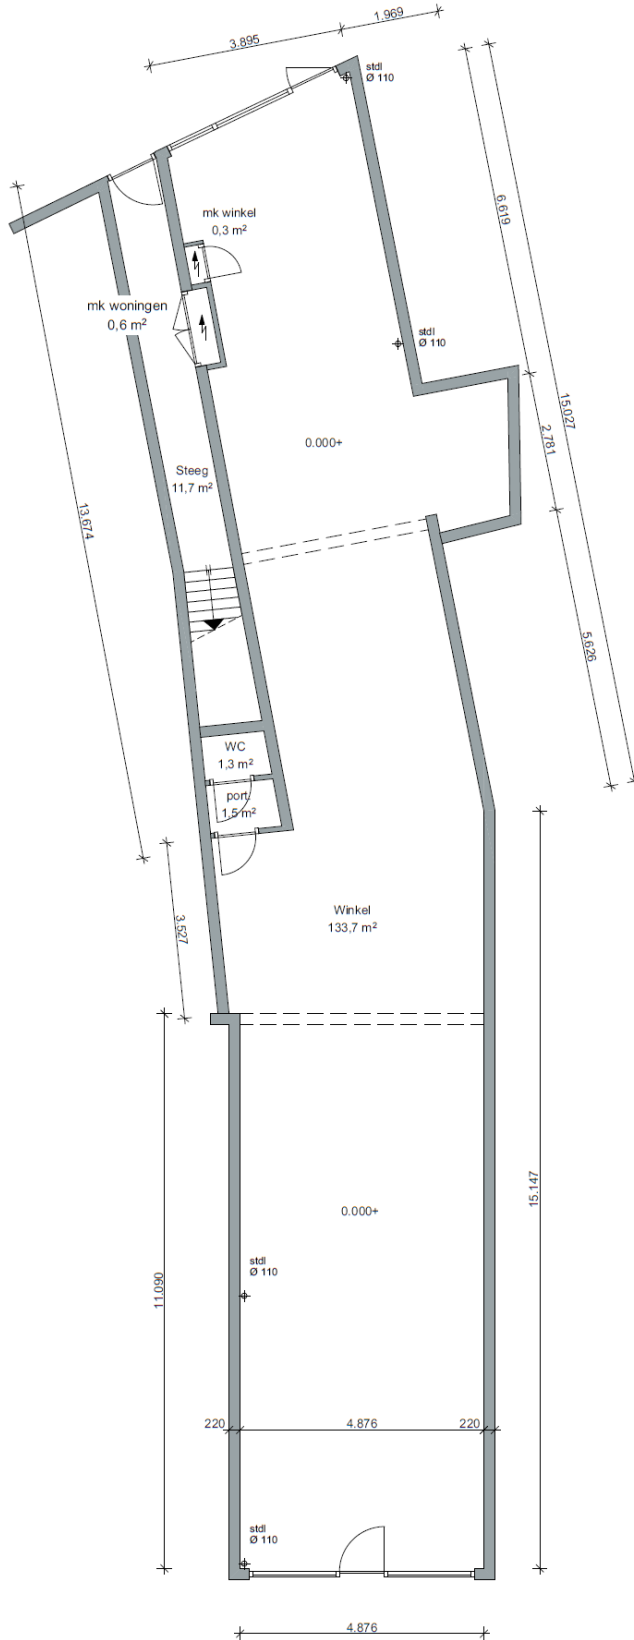 1.969
3.895
stdl
Ø 110
6.619
mk winkel
0,3 m²
mk woningen
0,6 m²
stdl
Ø 110
15.027
2.781
0.000+
Steeg
11,7 m²
13.674
5.626
WC
1,3 m²
port.
1,5 m²
Winkel
133,7 m²
3.527
15.147
0.000+
stdl
Ø 110
11.090
220
4.876
220
stdl
Ø 110
4.876